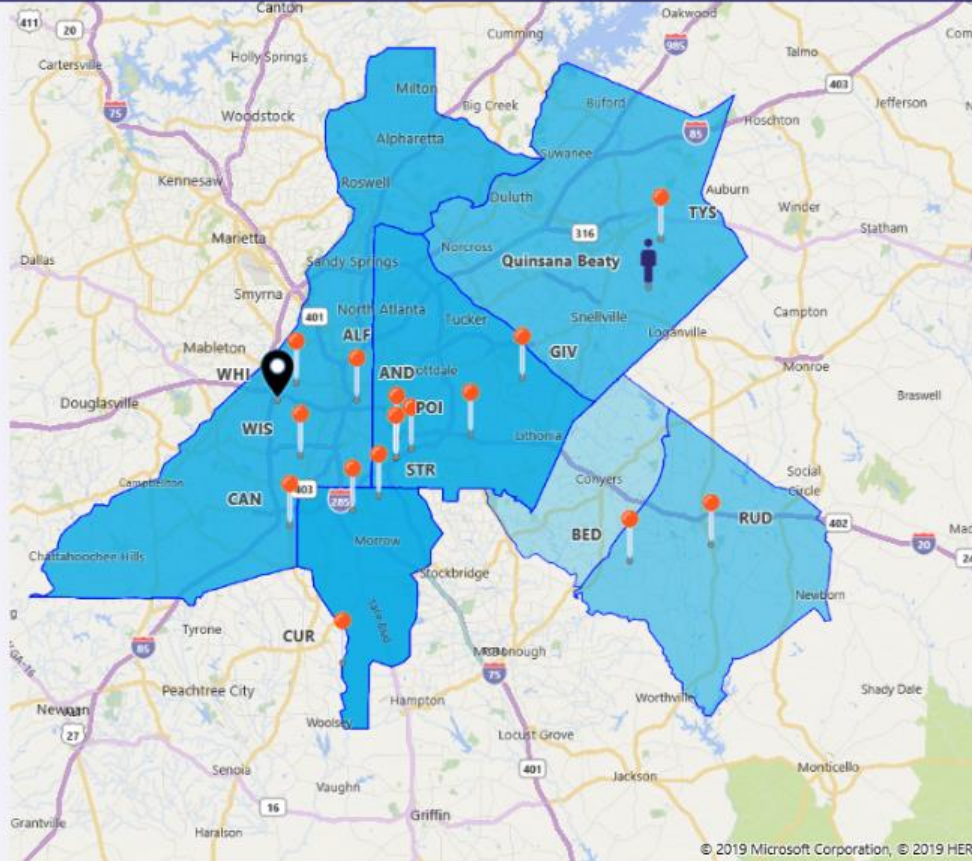 Canton
411
20
Oakwood
Cumming
985
Talmo
Com
Holly Springs
Cartersville
403
Milton
Big Creek
Buford
Jefferson
75
Woodstock
Hoschton
Alpharetta
85
Suwanee
Kennesaw
Roswell
Duluth
Auburn
Winder
TYS
Statham
Marietta
316
Norcross
Dallas
Sandy Springs
Quinsana Beaty
Smyrna
North Atlanta
401
Tucker
Snellville
Campton
ALF
Loganville
Mableton
GIV
WHI
AND
ottdale
Monroe
Braswell
Douglasville
POI
WIS
Lithonia
STR
Social
Circle
Campbellton
Conyers
CAN
403
285
RUD
402
BED
Mac
20
Morrow
Chattahoochee Hills
24
Stockbridge
Newborn
Tyrone
CUR
85
75
Peachtree City
Hampton
Worthville
Shady Dale
27
Woolsey
Locust Grove
Senoia
401
Jackson
Monticello
Vaughn
16
Griffin
Grantville
Haralson
© 2019 Microsoft Corporation, © 2019 HER